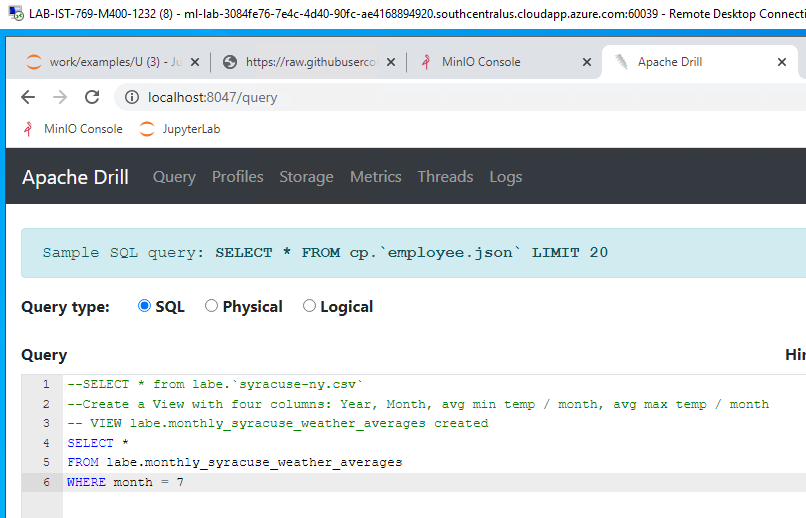 LAB-IST-769-M400-1232 (8) - ml-lab-3084fe76-7e4c-4d40-90fc-ae4168894920.southcentralus.cloudapp.azure.com:60039 - Remote Desktop Connecti
work/examples/U (3) - Ju
https://raw.githubuserco
MinIO Console
Apache Drill
localhost:8047/query
MinIO Console
JupyterLab
Apache Drill Query Profiles Storage Metrics Threads Logs
Sample SQL query: SELECT * FROM cp.`employee.json` LIMIT 20
Query type: SQL Physical Logical
Query Hin
1 --SELECT * from labe.`syracuse-ny.csv`
2 --Create a View with four columns: Year, Month, avg min temp / month, avg max temp / month
3 -- VIEW labe.monthly_syracuse_weather_averages created
4 SELECT *
5 FROM labe.monthly_syracuse_weather_averages
6 WHERE month = 7